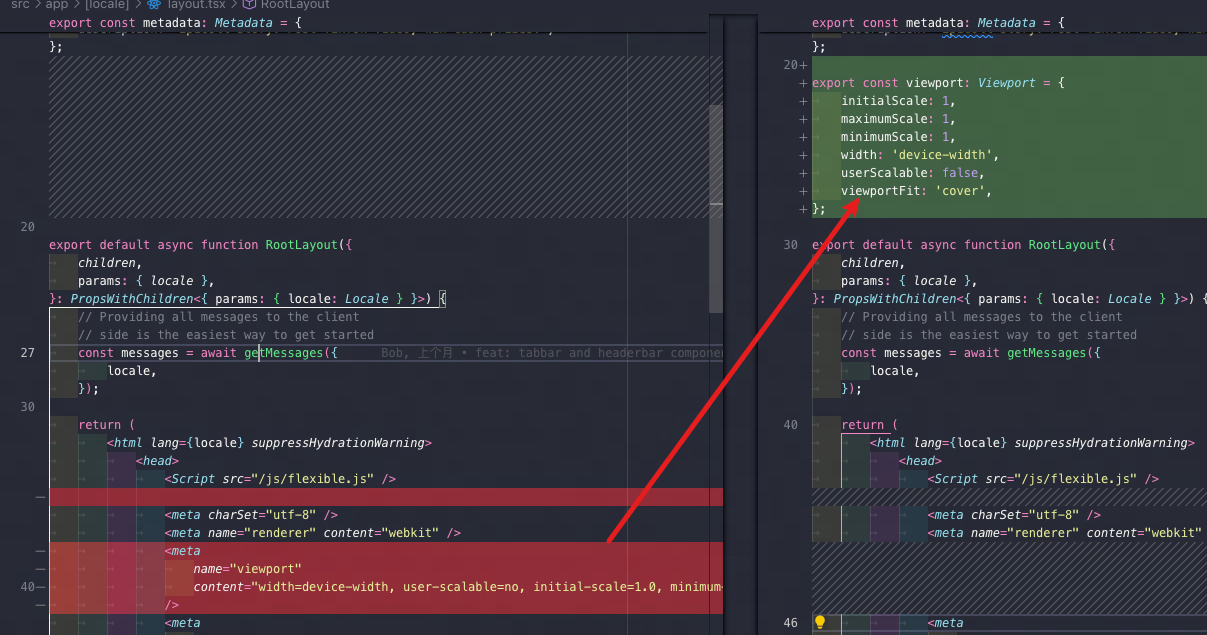 src > app > [locale] > layout.tsx > RootLayout
export const metadata: Metadata = {
};
20
export default async function RootLayout({
children,
params: { locale },
}: PropsWithChildren<{ params: { locale: Locale } }>) {
// Providing all messages to the client
// side is the easiest way to get started
27 const messages = await getMessages({ Bob, 上个月 • feat: tabbar and headerbar componen
locale,
});
30
return (
<html lang={locale} suppressHydrationWarning>
<head>
<Script src="/js/flexible.js" />
<meta charSet="utf-8" />
<meta name="renderer" content="webkit" />
<meta
name="viewport"
40 content="width=device-width, user-scalable=no, initial-scale=1.0, minimum-
/>
<meta
export const metadata: Metadata = {
};
20+
+ export const viewport: Viewport = {
+ initialScale: 1,
+ maximumScale: 1,
+ minimumScale: 1,
+ width: 'device-width',
+ userScalable: false,
+ viewportFit: 'cover',
+ };
30 export default async function RootLayout({
children,
params: { locale },
}: PropsWithChildren<{ params: { locale: Locale } }>) {
// Providing all messages to the client
// side is the easiest way to get started
const messages = await getMessages({
locale,
});
40 return (
<html lang={locale} suppressHydrationWarning>
<head>
<Script src="/js/flexible.js" />
<meta charSet="utf-8" />
<meta name="renderer" content="webkit"
46 <meta